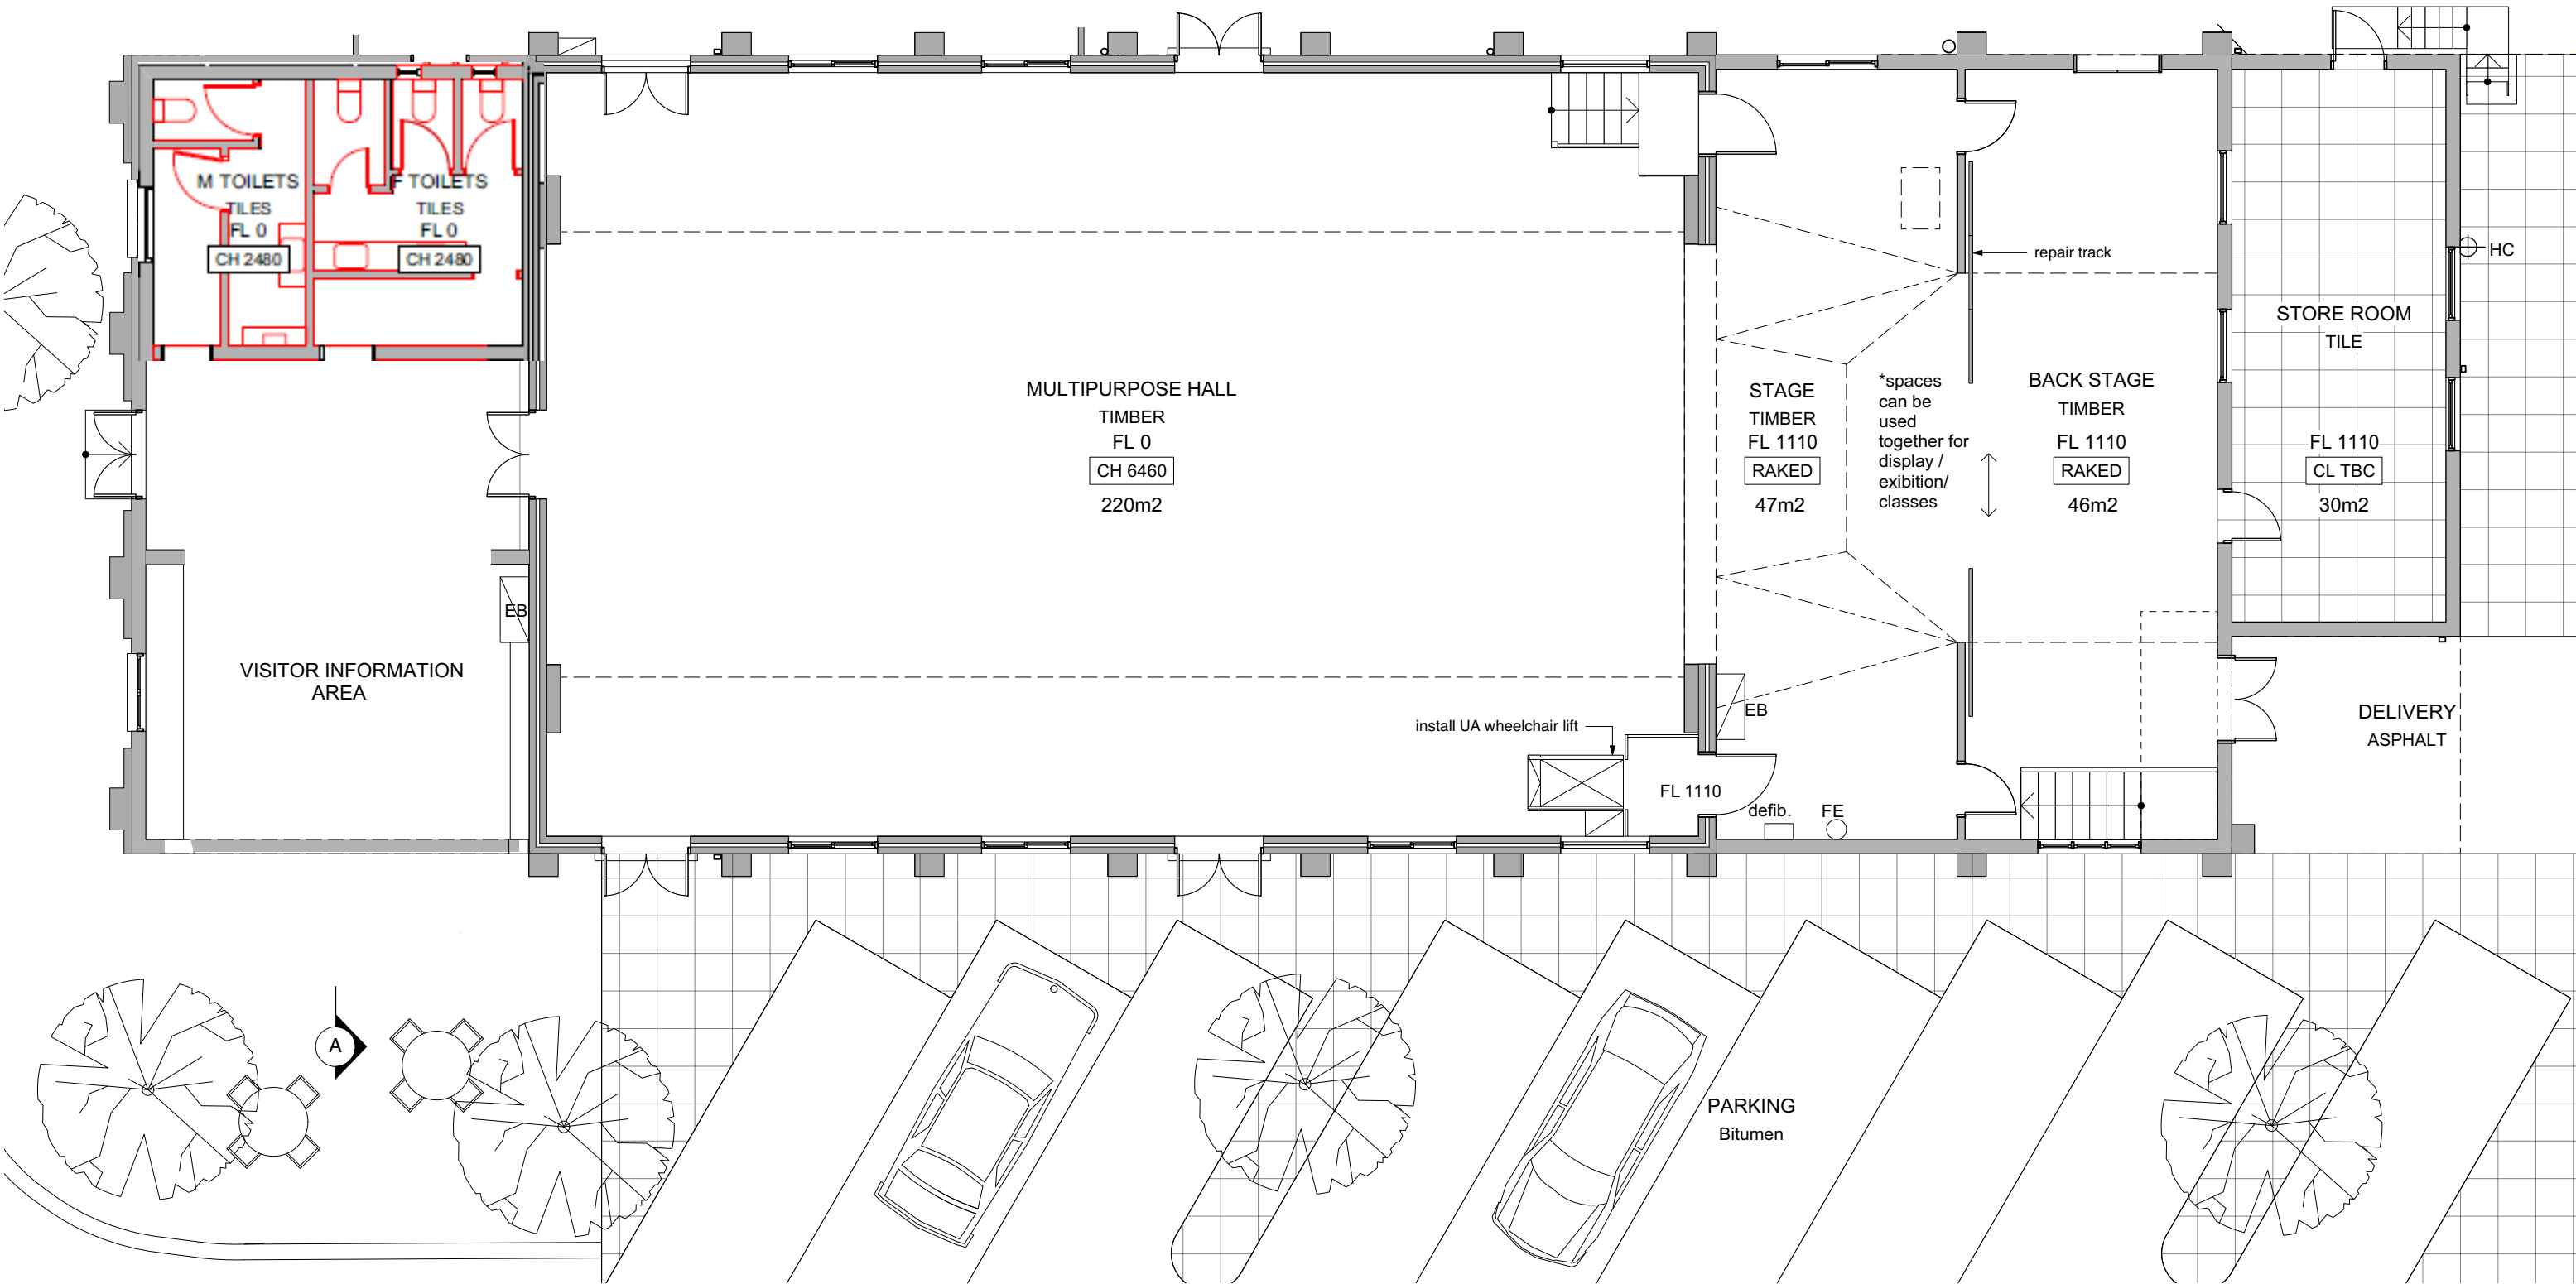 M TOILETS
TILES
FL 0
CH 2480
F TOILETS
TILES
FL 0
CH 2480
MULTIPURPOSE HALL
TIMBER
FL 0
CH 6460
220m2
STAGE
TIMBER
FL 1110
RAKED
47m2
*spaces
can be
used
together for
display /
exibition/
classes
repair track
BACK STAGE
TIMBER
FL 1110
RAKED
46m2
HC
STORE ROOM
TILE
FL 1110
CL TBC
30m2
EB
VISITOR INFORMATION
AREA
install UA wheelchair lift
EB
FL 1110
defib.
FE
DELIVERY
ASPHALT
A
PARKING
Bitumen